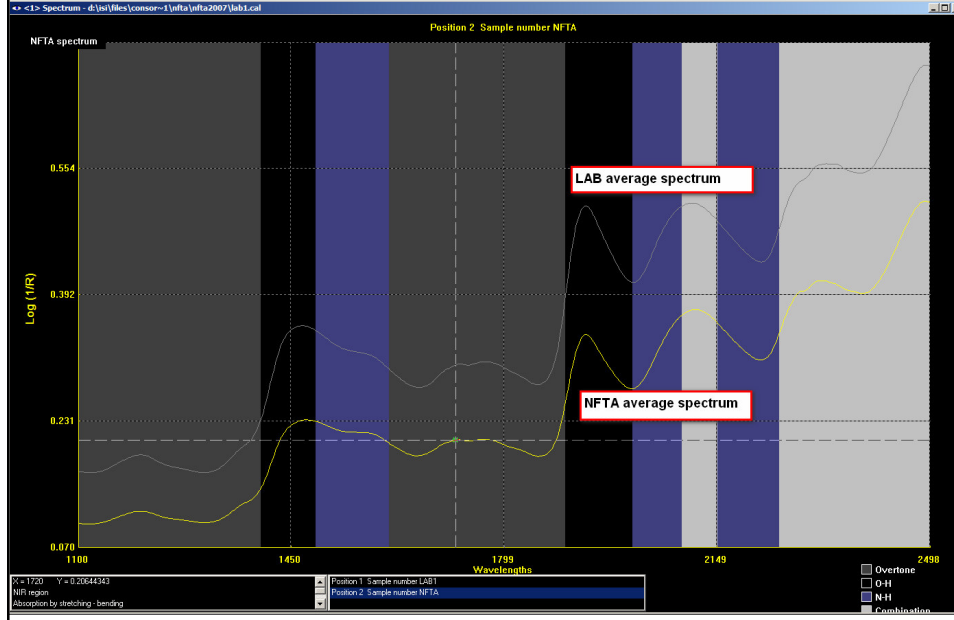 <1> Spectrum - d:\isi\files\consor~1\nfta\nfta2007\lab1.cal
Position 2 Sample number NFTA
NFTA spectrum
LAB average spectrum
NFTA average spectrum
Log (1/R)
0.554
0.392
0.231
0.070
1100 1450 1799 2149 2498
Wavelengths
X = 1720 Y = 0.20644343
NIR region
Absorption by stretching - bending
Position 1 Sample number LAB1
Position 2 Sample number NFTA
Overtone
O-H
N-H
Combination